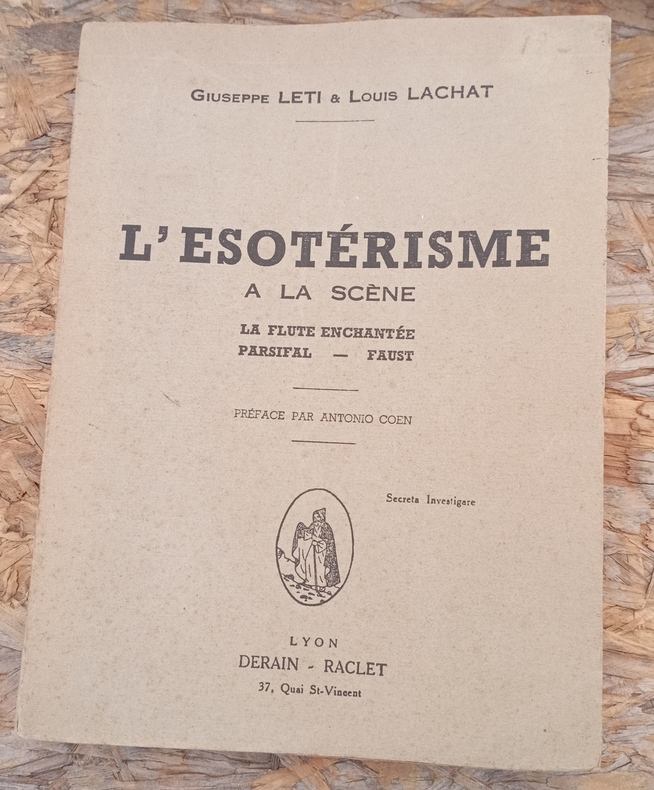 Giuseppe LETI & Louis LACHAT
L'ESOTÉRISME
A LA SCÈNE
LA FLUTE ENCHANTÉE
PARSIFAL — FAUST
PRÉFACE PAR ANTONIO COEN
Secreta Investigare
LYON
DERAIN - RACLET
37, Quai St-Vincent